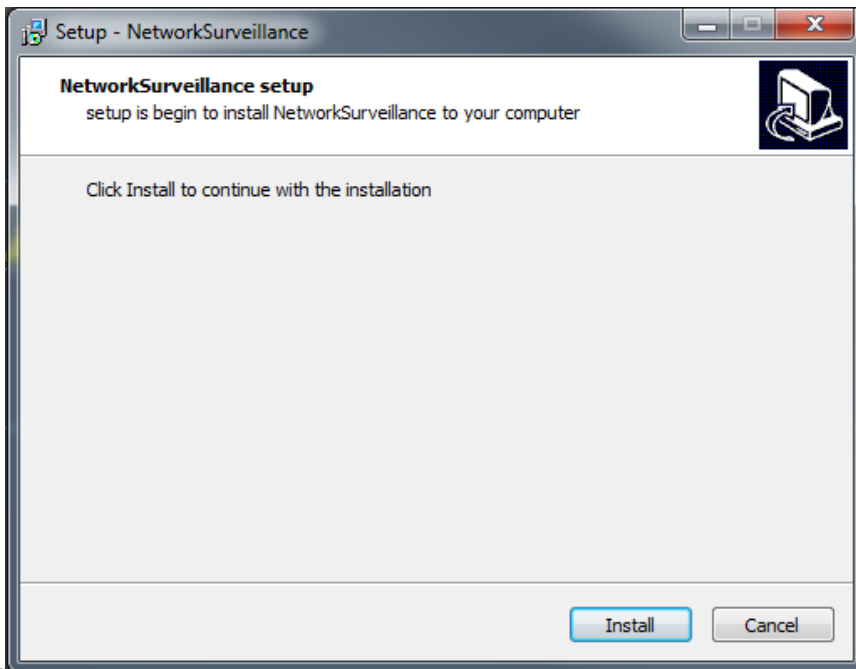 Setup - NetworkSurveillance
NetworkSurveillance setup
setup is begin to install NetworkSurveillance to your computer
Click Install to continue with the installation
Install Cancel